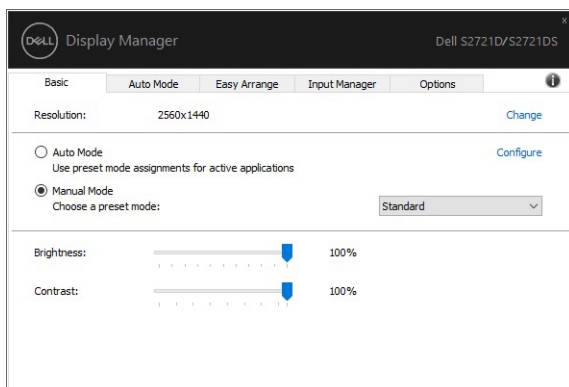 x
DELL Display Manager Dell S2721D/S2721DS
Basic Auto Mode Easy Arrange Input Manager Options i
Resolution: 2560x1440 Change
Auto Mode Configure
Use preset mode assignments for active applications
Manual Mode
Choose a preset mode: Standard
Brightness: 100%
Contrast: 100%